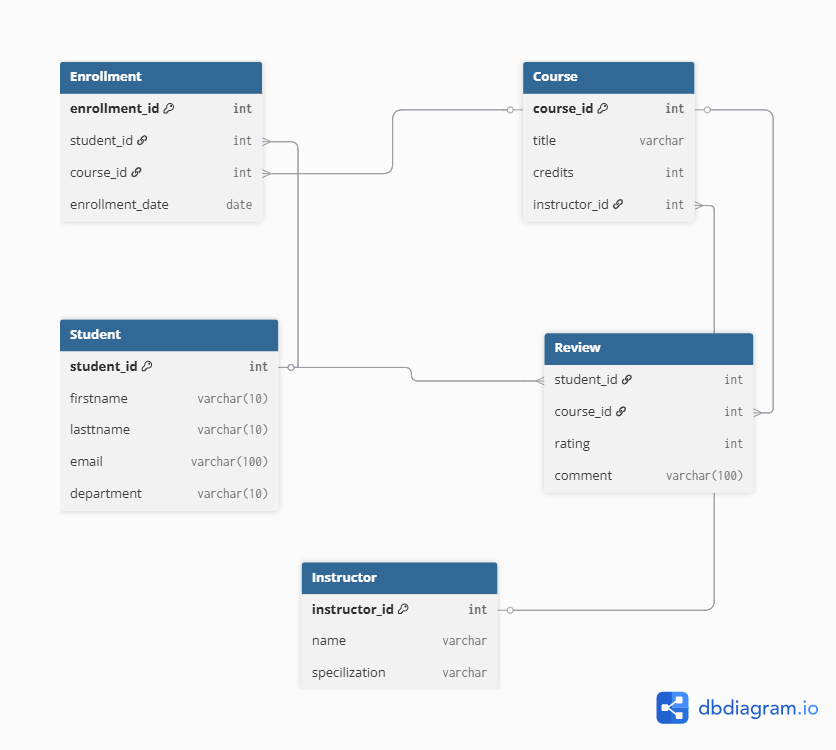 Enrollment
enrollment_id int
student_id int
course_id int
enrollment_date date
Course
course_id int
title varchar
credits int
instructor_id int
Student
student_id int
firstname varchar(10)
lasttname varchar(10)
email varchar(100)
department varchar(10)
Review
student_id int
course_id int
rating int
comment varchar(100)
Instructor
instructor_id int
name varchar
specilization varchar
dbdiagram.io